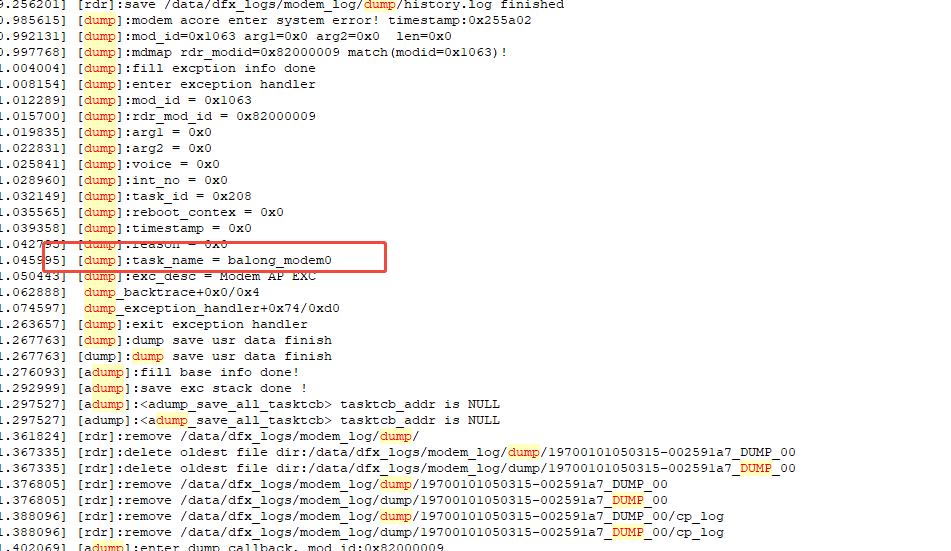 9.256201] [rdr]:save /data/dfx_logs/modem_log/dump/history.log finished
0.985615] [dump]:modem acore enter system error! timestamp:0x255a02
0.992131] [dump]:mod_id=0x1063 arg1=0x0 arg2=0x0  len=0x0
0.997768] [dump]:mdmap rdr_modid=0x82000009 match(modid=0x1063)!
1.004004] [dump]:fill excption info done
1.008154] [dump]:enter exception handler
1.012289] [dump]:mod_id = 0x1063
1.015700] [dump]:rdr_mod_id = 0x82000009
1.019835] [dump]:arg1 = 0x0
1.022831] [dump]:arg2 = 0x0
1.025841] [dump]:voice = 0x0
1.028960] [dump]:int_no = 0x0
1.032149] [dump]:task_id = 0x208
1.035565] [dump]:reboot_contex = 0x0
1.039358] [dump]:timestamp = 0x0
1.042795] [dump]:reason = 0x0
1.045995] [dump]:task_name = balong_modem0
1.050443] [dump]:exc_desc = Modem AP EXC
1.062888]  dump_backtrace+0x0/0x4
1.074597]  dump_exception_handler+0x74/0xd0
1.263657] [dump]:exit exception handler
1.267763] [dump]:dump save usr data finish
1.267763] [dump]:dump save usr data finish
1.276093] [adump]:fill base info done!
1.292999] [adump]:save exc stack done !
1.297527] [adump]:<adump_save_all_tasktcb> tasktcb_addr is NULL
1.297527] [adump]:<adump_save_all_tasktcb> tasktcb_addr is NULL
1.361824] [rdr]:remove /data/dfx_logs/modem_log/dump/
1.367335] [rdr]:delete oldest file dir:/data/dfx_logs/modem_log/dump/19700101050315-002591a7_DUMP_00
1.367335] [rdr]:delete oldest file dir:/data/dfx_logs/modem_log/dump/19700101050315-002591a7_DUMP_00
1.376805] [rdr]:remove /data/dfx_logs/modem_log/dump/19700101050315-002591a7_DUMP_00
1.376805] [rdr]:remove /data/dfx_logs/modem_log/dump/19700101050315-002591a7_DUMP_00
1.388096] [rdr]:remove /data/dfx_logs/modem_log/dump/19700101050315-002591a7_DUMP_00/cp_log
1.388096] [rdr]:remove /data/dfx_logs/modem_log/dump/19700101050315-002591a7_DUMP_00/cp_log
1.402069] [adump]:enter dump callback, mod id:0x82000009